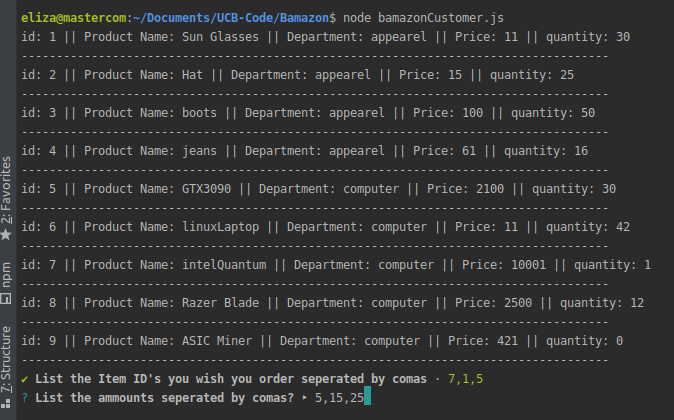 eliza@mastercom:~/Documents/UCB-Code/Bamazon$ node bamazonCustomer.js
id: 1 || Product Name: Sun Glasses || Department: appearel || Price: 11 || quantity: 30
------------------------------------------------------------------------------------
id: 2 || Product Name: Hat || Department: appearel || Price: 15 || quantity: 25
------------------------------------------------------------------------------------
id: 3 || Product Name: boots || Department: appearel || Price: 100 || quantity: 50
------------------------------------------------------------------------------------
id: 4 || Product Name: jeans || Department: appearel || Price: 61 || quantity: 16
------------------------------------------------------------------------------------
id: 5 || Product Name: GTX3090 || Department: computer || Price: 2100 || quantity: 30
------------------------------------------------------------------------------------
id: 6 || Product Name: linuxLaptop || Department: computer || Price: 11 || quantity: 42
------------------------------------------------------------------------------------
id: 7 || Product Name: intelQuantum || Department: computer || Price: 10001 || quantity: 1
------------------------------------------------------------------------------------
id: 8 || Product Name: Razer Blade || Department: computer || Price: 2500 || quantity: 12
------------------------------------------------------------------------------------
id: 9 || Product Name: ASIC Miner || Department: computer || Price: 421 || quantity: 0
------------------------------------------------------------------------------------
✔ List the Item ID's you wish you order seperated by comas · 7,1,5
? List the ammounts seperated by comas? ‣ 5,15,25
2: Favorites
npm
7: Structure